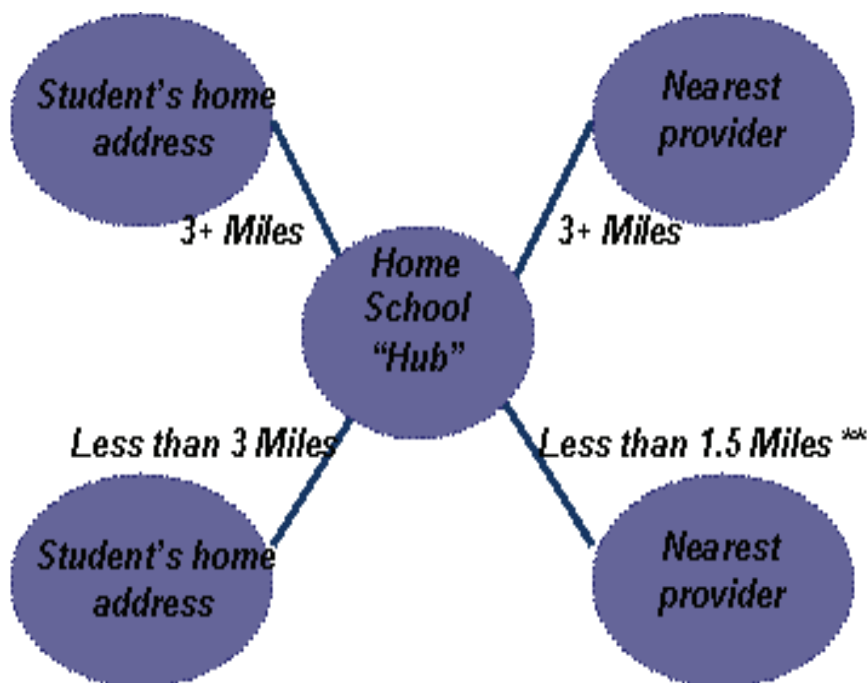 Student's home
address
Nearest
provider
3+ Miles
3+ Miles
Home
School
“Hub”
Less than 3 Miles
Less than 1.5 Miles **
Student's home
address
Nearest
provider